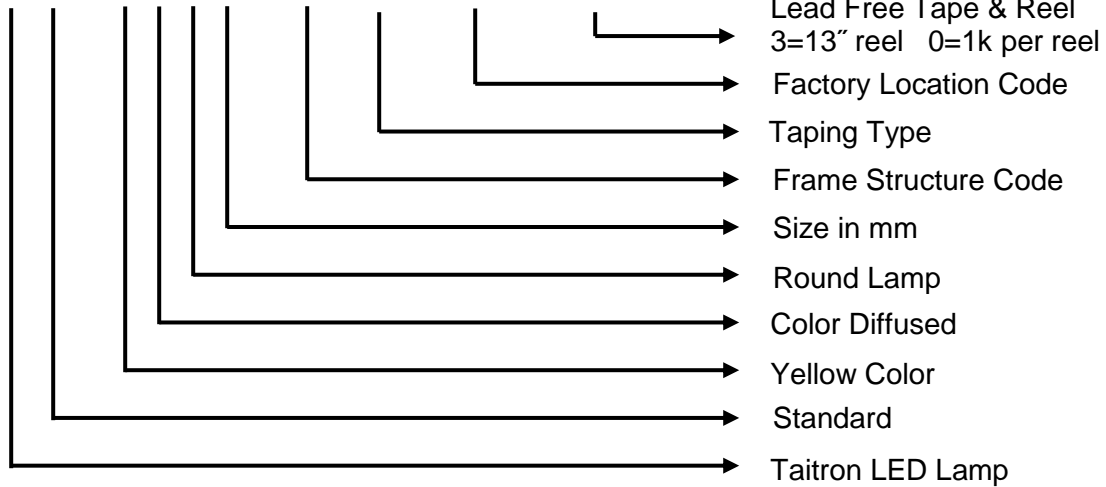 Lead Free Tape & Reel
3=13˝ reel 0=1k per reel
Factory Location Code
Taping Type
Frame Structure Code
Size in mm
Round Lamp
Color Diffused
Yellow Color
Standard
Taitron LED Lamp